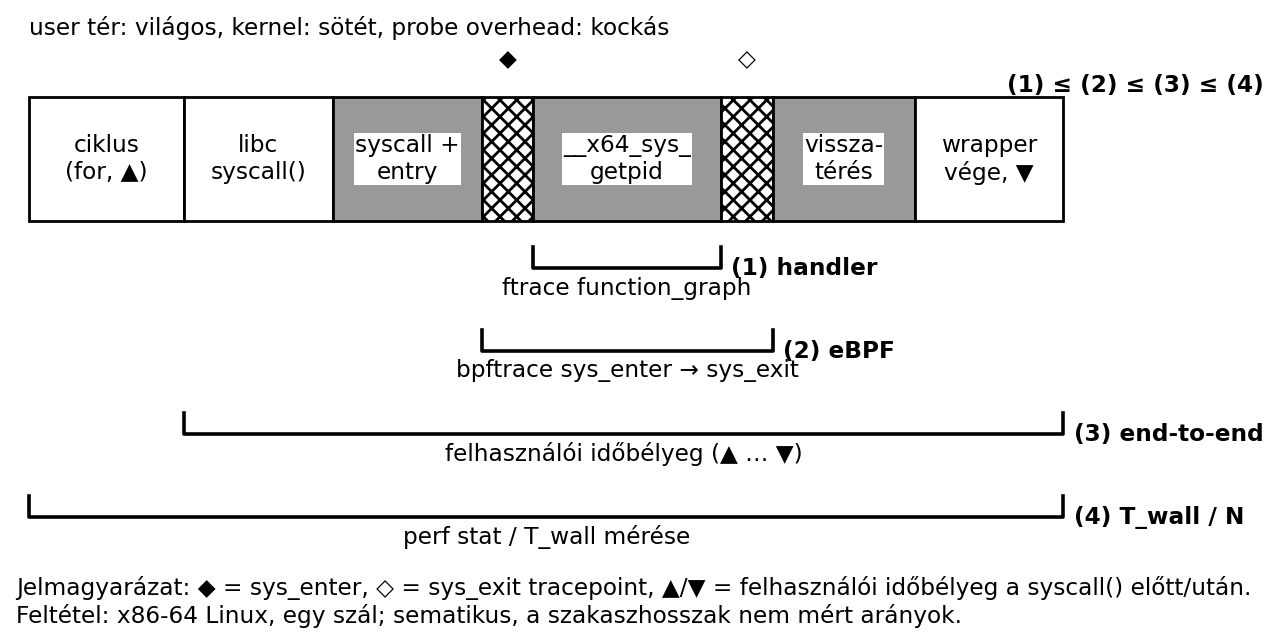 user tér: világos, kernel: sötét, probe overhead: kockás
◆ ◇
(1) ≤ (2) ≤ (3) ≤ (4)
ciklus
(for, ▲)
libc
syscall()
syscall +
entry
__x64_sys_
getpid
vissza-
térés
wrapper
vége, ▼
(1) handler
ftrace function_graph
(2) eBPF
bpftrace sys_enter → sys_exit
(3) end-to-end
felhasználói időbélyeg (▲ … ▼)
(4) T_wall / N
perf stat / T_wall mérése
Jelmagyarázat: ◆ = sys_enter, ◇ = sys_exit tracepoint, ▲/▼ = felhasználói időbélyeg a syscall() előtt/után.
Feltétel: x86-64 Linux, egy szál; sematikus, a szakaszhosszak nem mért arányok.